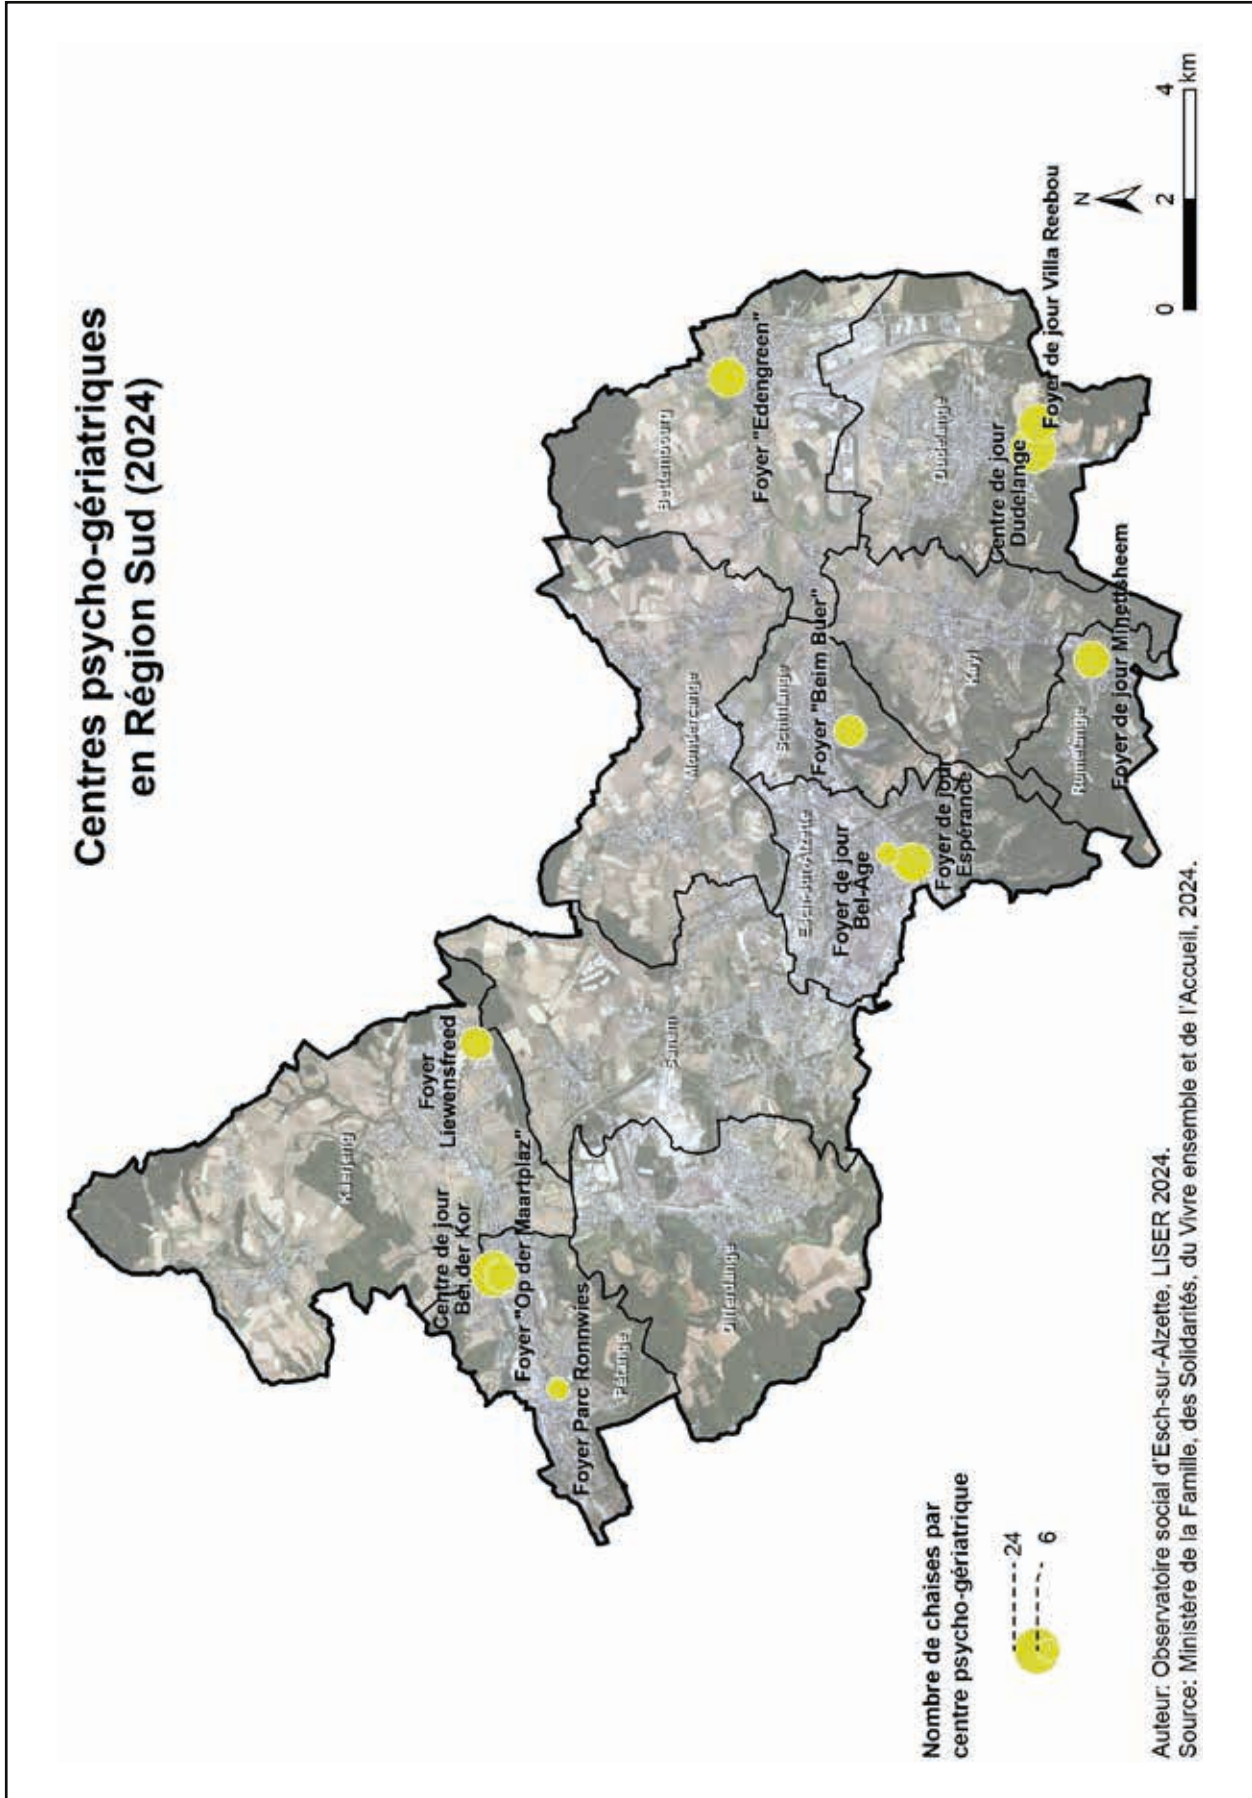 Centres psycho-gériatriques
en Région Sud (2024)
Kaerjeng
Foyer
Liewensfreed
Centre de jour
Bei der Kor
Foyer "Op der Maartplaz"
Foyer Parc Ronnwies
Pétange
Differdange
Sanem
Mondercange
Bettembourg
Foyer "Edengreen"
Schifflange
Foyer "Beim Buer"
Esch-sur-Alzette
Foyer de jour
Bel-Age
Foyer de jour
Espérance
Dudelange
Centre de jour
Dudelange
Foyer de jour Villa Reebou
Kayl
Rumelange
Foyer de jour Minettsheem
Nombre de chaises par
centre psycho-gériatrique
24
6
N
0 2 4
km
Auteur: Observatoire social d'Esch-sur-Alzette, LISER 2024.
Source: Ministère de la Famille, des Solidarités, du Vivre ensemble et de l'Accueil, 2024.